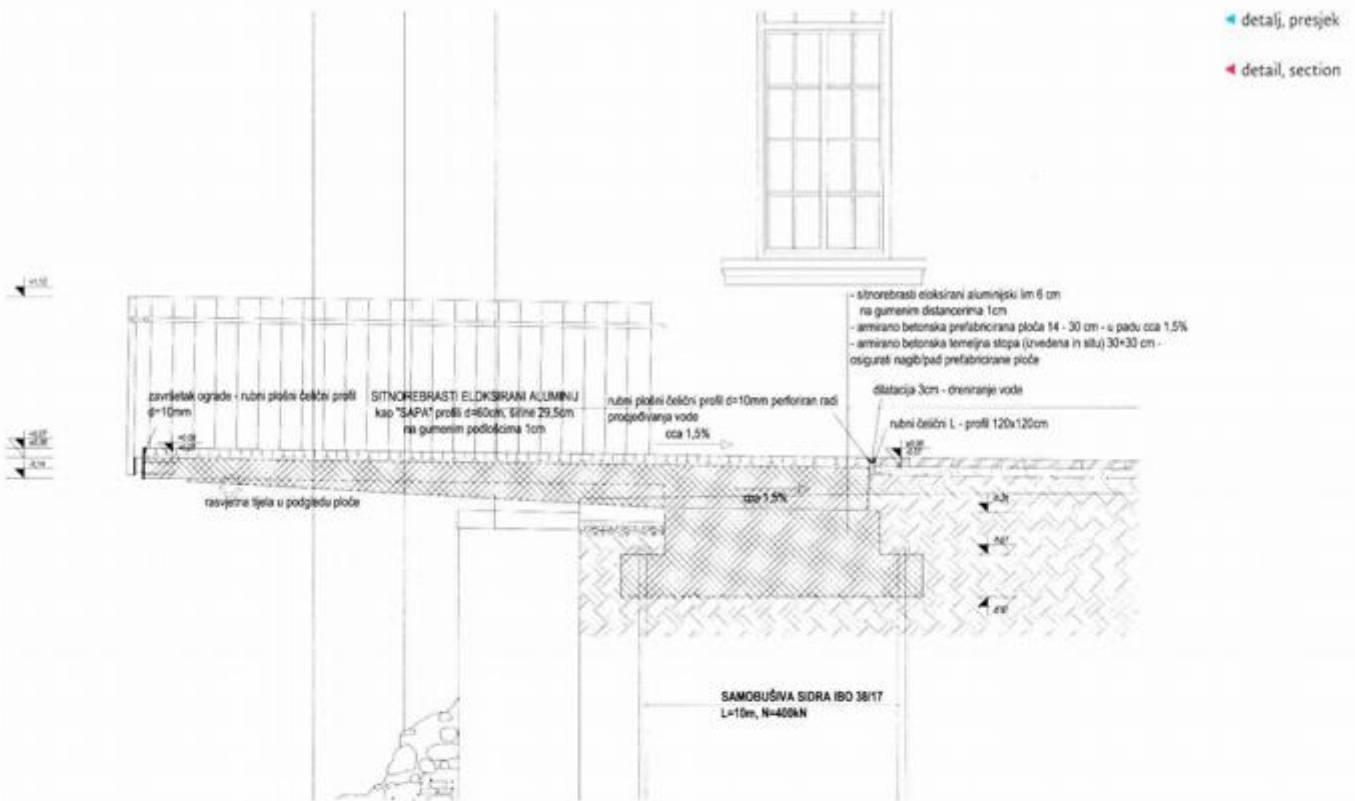 detalj, presjek
detail, section
- sitnorebrasti eloksirani aluminijski lim 6 cm
na gumenim distancerima 1cm
- armirano betonska prefabricirana ploča 14 - 30 cm - u padu cca 1,5%
- armirano betonska temeljna stopa (izvedena in situ) 30+30 cm -
osigurati nagib/pad prefabricirane ploče
dilatacija 3cm - dreniranje vode
rubni čelični L - profil 120x120cm
završetak ograde - rubni plošni čelični profil
d=10mm
SITNOREBRASTI ELOKSIRANI ALUMINIJ
kao "SAPA" profili d=60cm, širine 29,5cm
na gumenim podlošcima 1cm
rubni plošni čelični profil d=10mm perforiran radi
procjeđivanja vode
cca 1,5%
cca 1,5%
rasvjetna tijela u podgledu ploče
SAMOBUŠIVA SIDRA IBO 38/17
L=10m, N=400kN